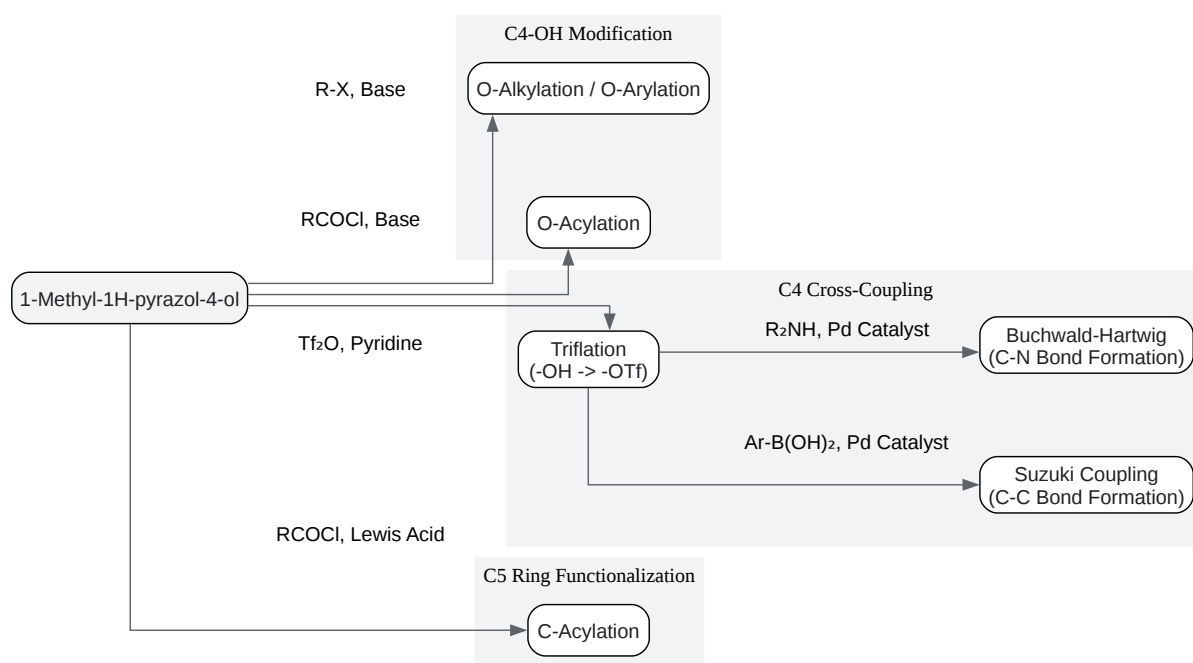 C4-OH Modification
R-X, Base
O-Alkylation / O-Arylation
RCOCl, Base
O-Acylation
1-Methyl-1H-pyrazol-4-ol
C4 Cross-Coupling
Tf₂O, Pyridine
Triflation
(-OH -> -OTf)
R₂NH, Pd Catalyst
Buchwald-Hartwig
(C-N Bond Formation)
Ar-B(OH)₂, Pd Catalyst
Suzuki Coupling
(C-C Bond Formation)
RCOCl, Lewis Acid
C5 Ring Functionalization
C-Acylation